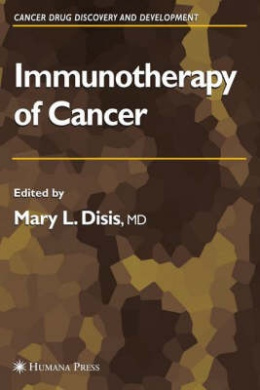 CANCER DRUG DISCOVERY AND DEVELOPMENT
Immunotherapy
of Cancer
Edited by
Mary L. Disis, MD
HUMANA PRESS